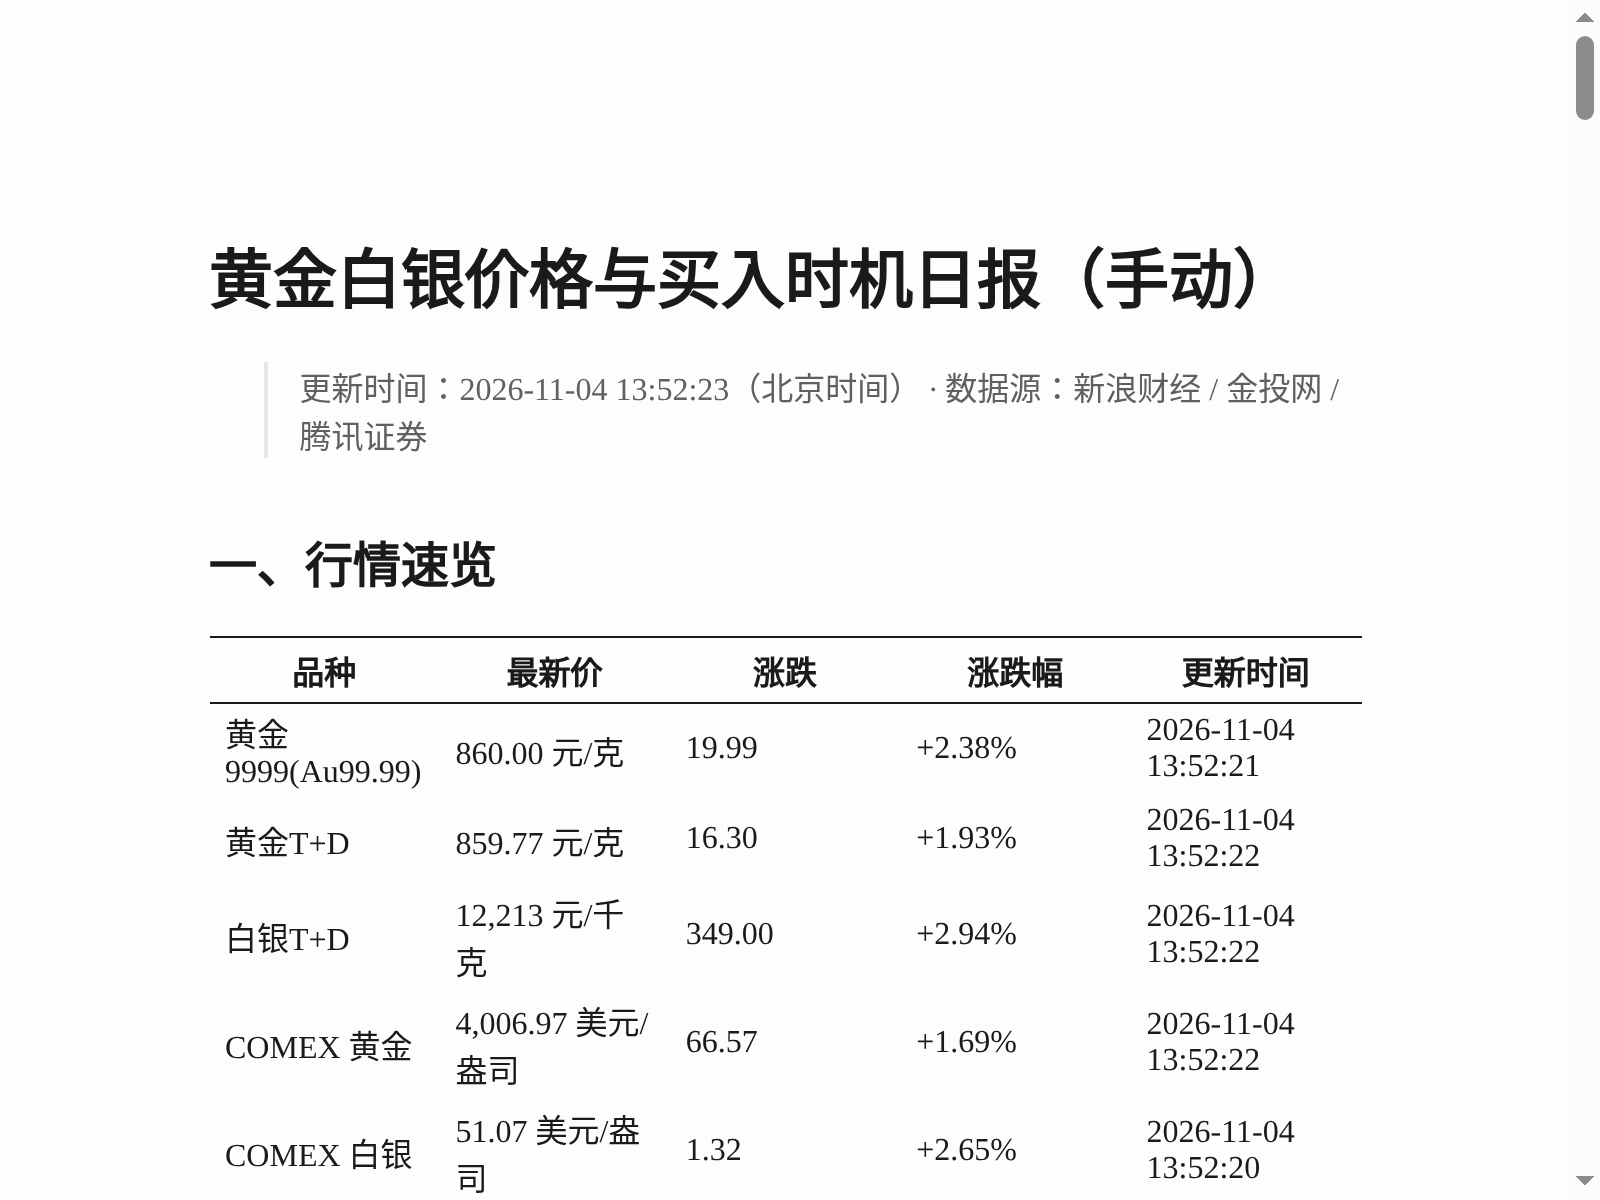 黄金白银价格与买入时机日报（手动）
更新时间：2026-11-04 13:52:23（北京时间） · 数据源：新浪财经 / 金投网 /
腾讯证券
一、行情速览
品种 最新价 涨跌 涨跌幅 更新时间
黄金
9999(Au99.99) 860.00 元/克 19.99 +2.38% 2026-11-04
13:52:21
黄金T+D 859.77 元/克 16.30 +1.93% 2026-11-04
13:52:22
白银T+D 12,213 元/千
克 349.00 +2.94% 2026-11-04
13:52:22
COMEX 黄金 4,006.97 美元/
盎司 66.57 +1.69% 2026-11-04
13:52:22
COMEX 白银 51.07 美元/盎
司 1.32 +2.65% 2026-11-04
13:52:20